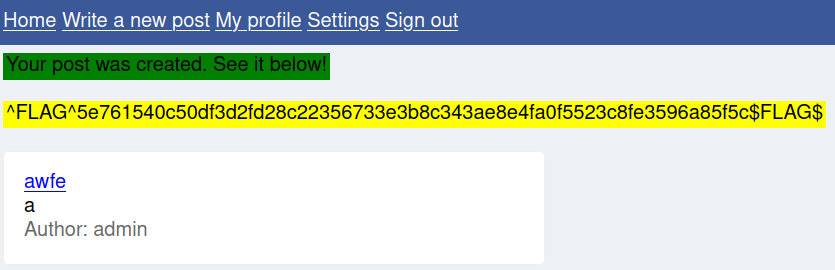 Home Write a new post My profile Settings Sign out
Your post was created. See it below!
^FLAG^5e761540c50df3d2fd28c22356733e3b8c343ae8e4fa0f5523c8fe3596a85f5c$FLAG$
awfe
a
Author: admin